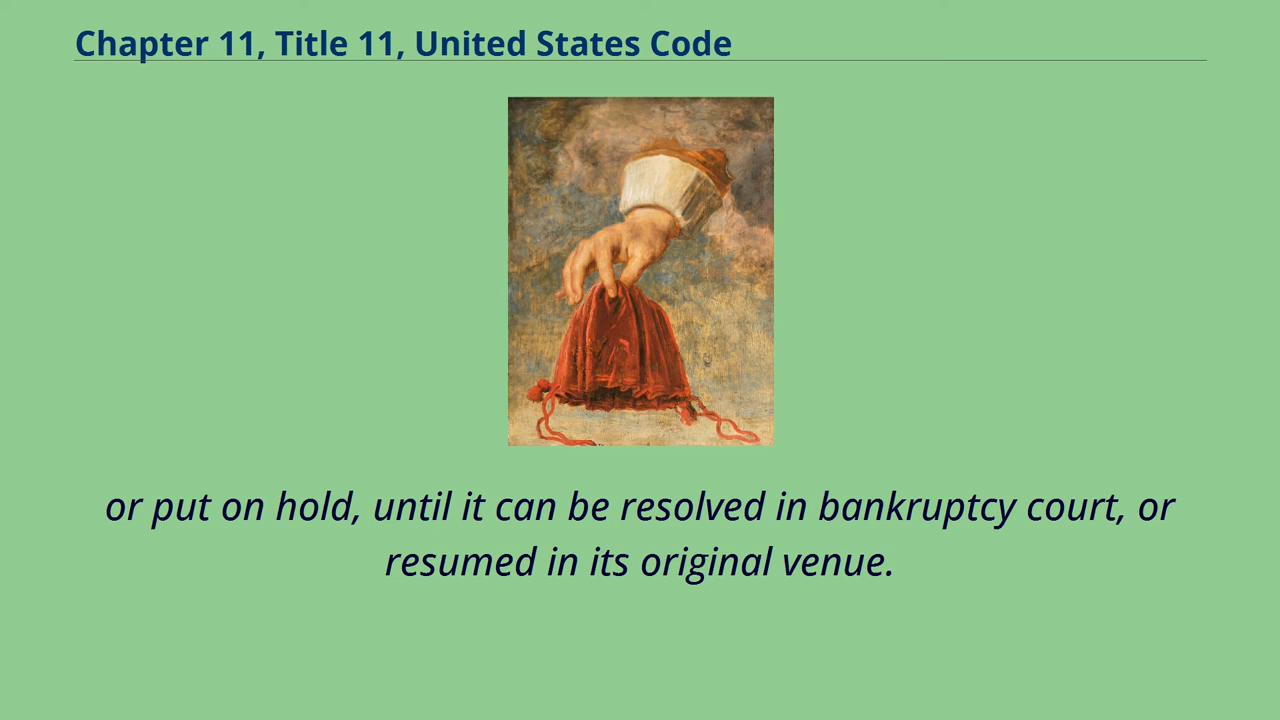 Chapter 11, Title 11, United States Code
or put on hold, until it can be resolved in bankruptcy court, or
resumed in its original venue.